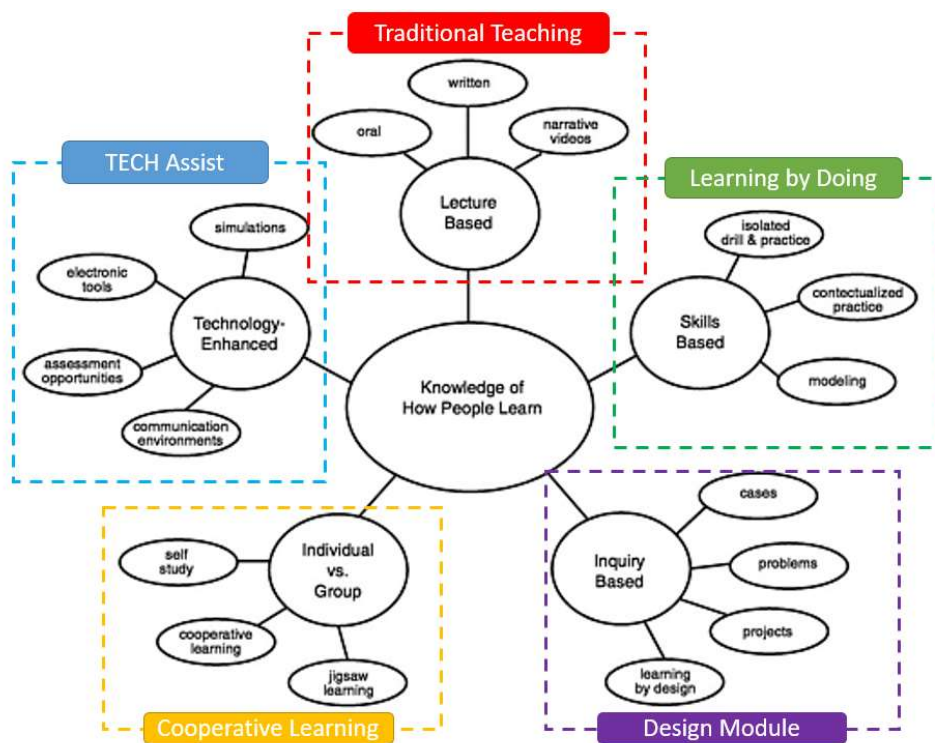 Traditional Teaching
written
oral
narrative
videos
Lecture
Based
TECH Assist
simulations
electronic
tools
Technology-
Enhanced
assessment
opportunities
communication
environments
Learning by Doing
isolated
drill & practice
contectualized
practice
Skills
Based
modeling
Knowledge of
How People Learn
Individual
vs.
Group
self
study
cooperative
learning
jigsaw
learning
Cooperative Learning
cases
Inquiry
Based
problems
projects
learning
by design
Design Module